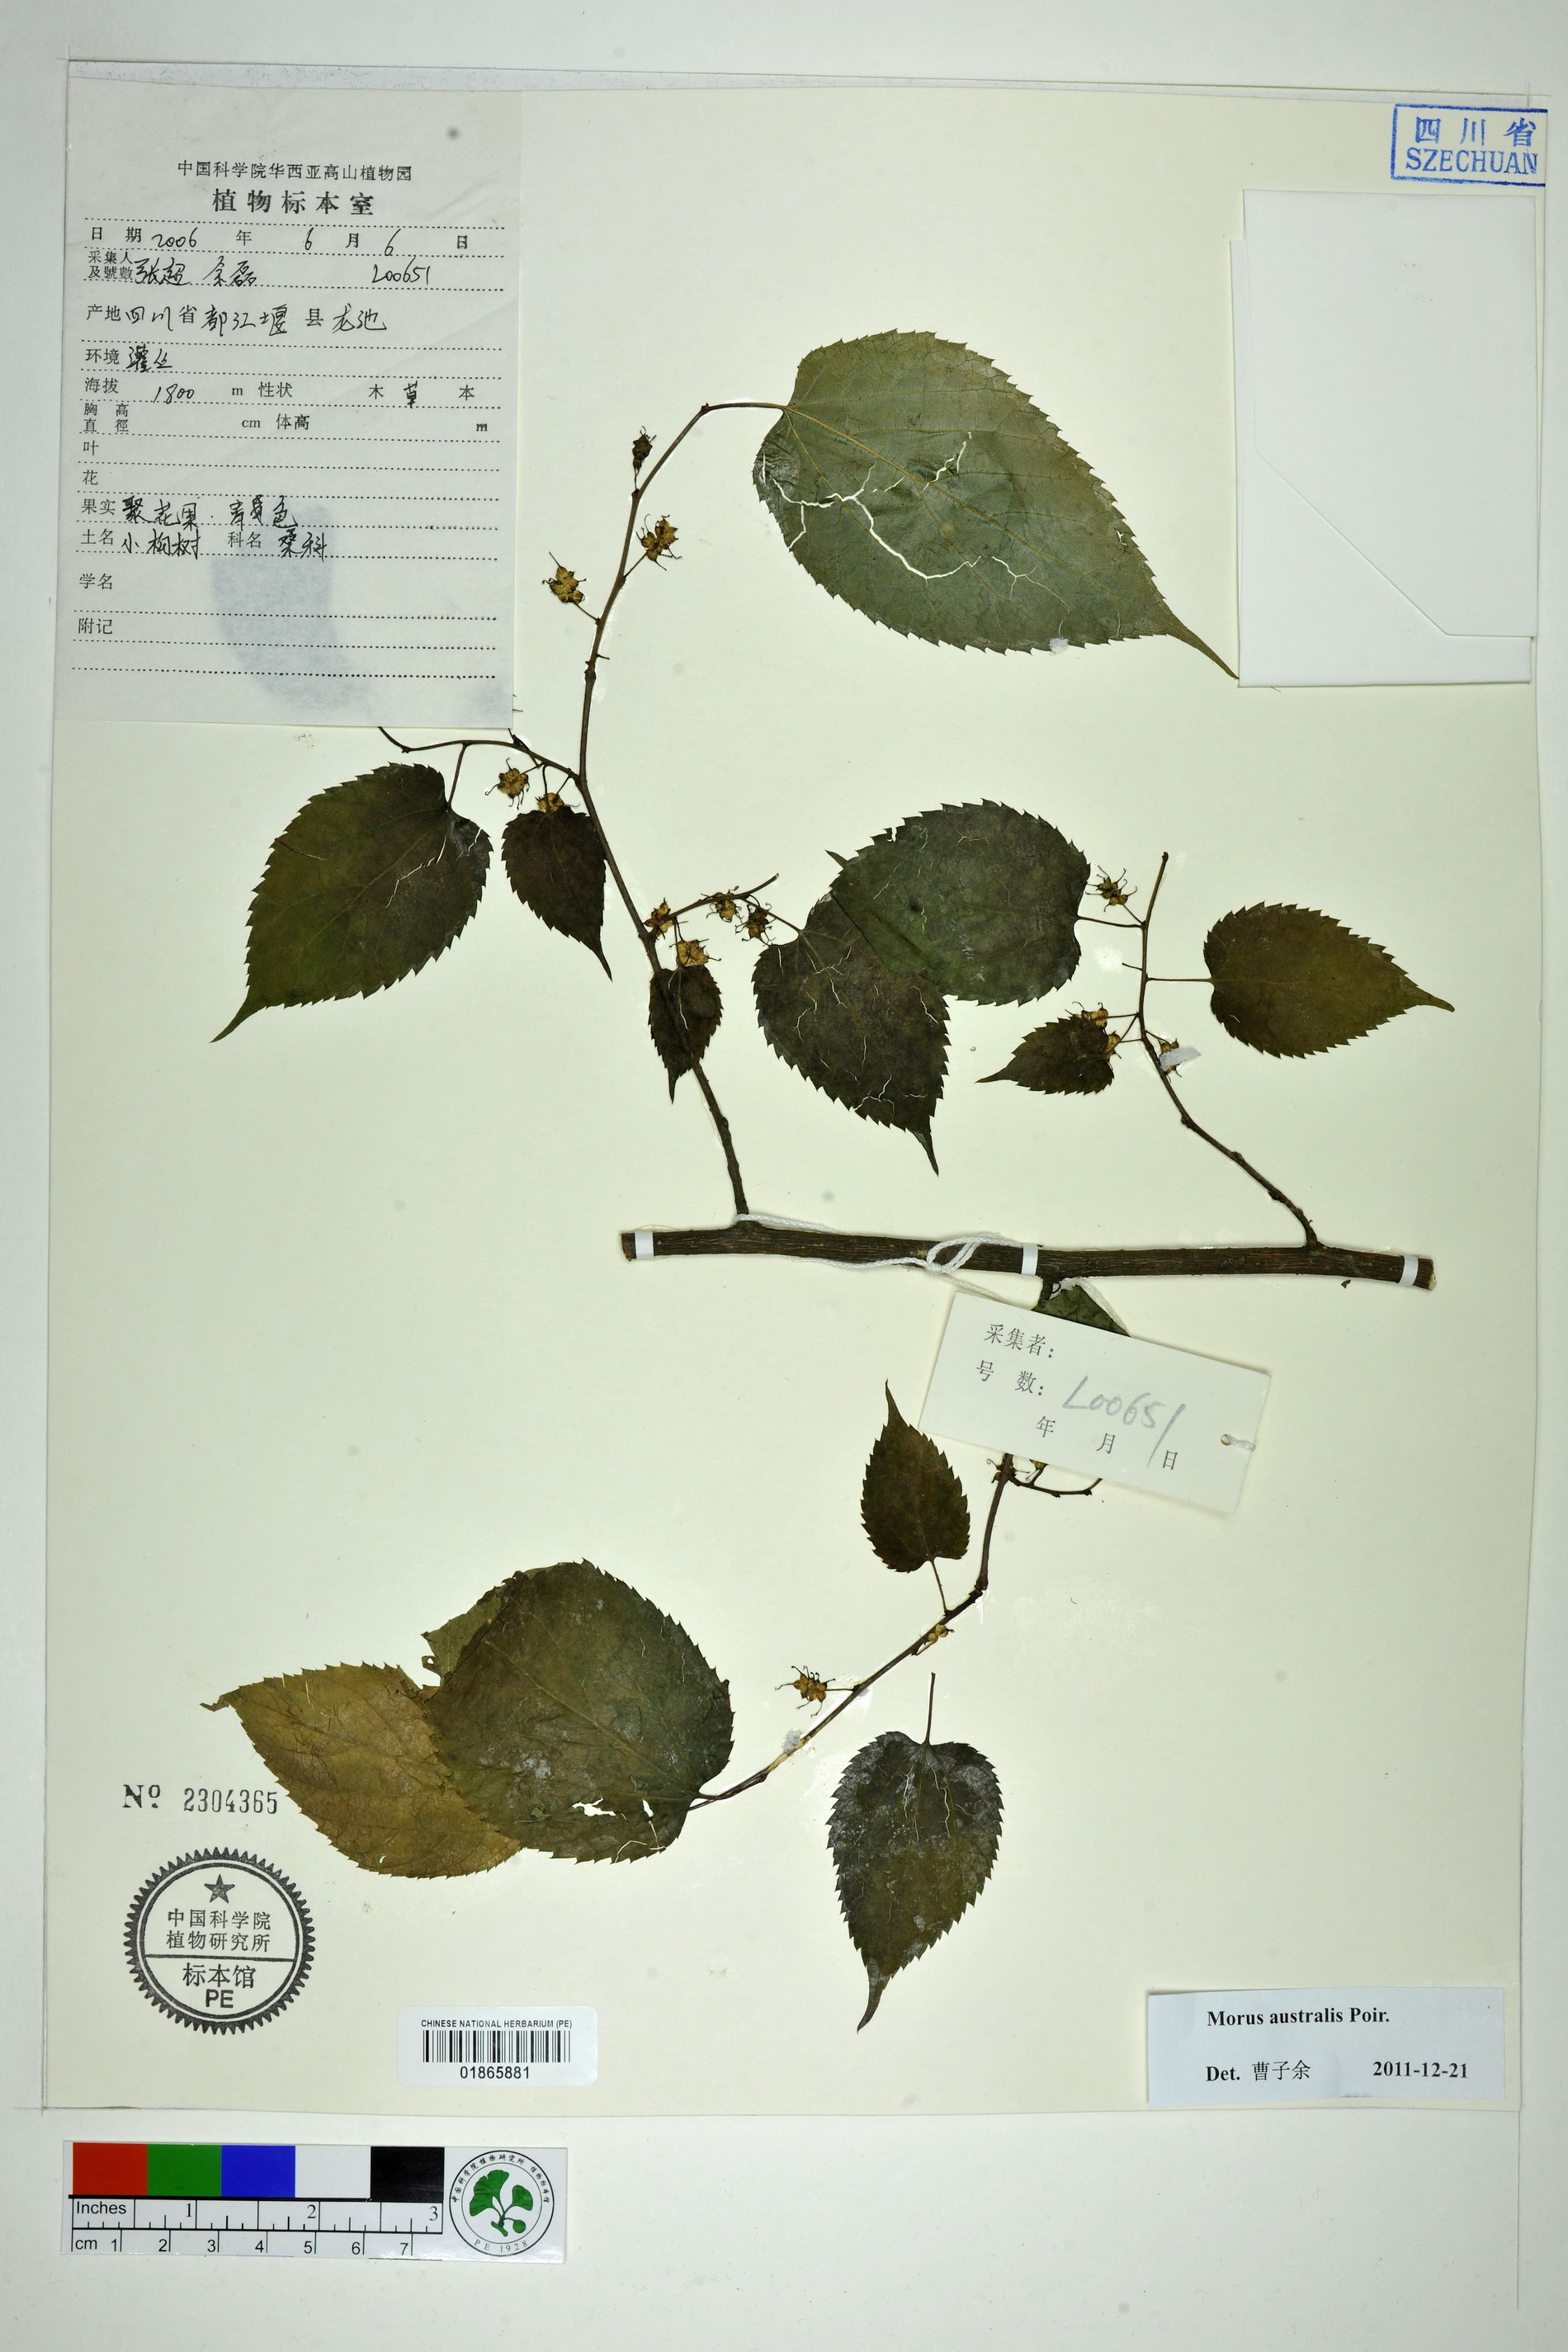 四川省
SZECHUAN
中国科学院华西亚高山植物园
植物标本室
日期 2006 年 6 月 6 日
采集人及號數 张超 余磊 L00651
产地 四川省都江堰县龙池
环境 灌丛
海拔 1800 m 性状 木 草 本
胸高直徑 cm 体高 m
叶
花
果实 聚花果. 青黄色
土名 小构树 科名 桑科
学名
附记
采集者:
号 数: L00651
年 月 日
No 2304365
中国科学院
植物研究所
标本馆
PE
CHINESE NATIONAL HERBARIUM (PE)
01865881
Morus australis Poir.
Det. 曹子余 2011-12-21
Inches 1 2 3
cm 1 2 3 4 5 6 7
PE 1928